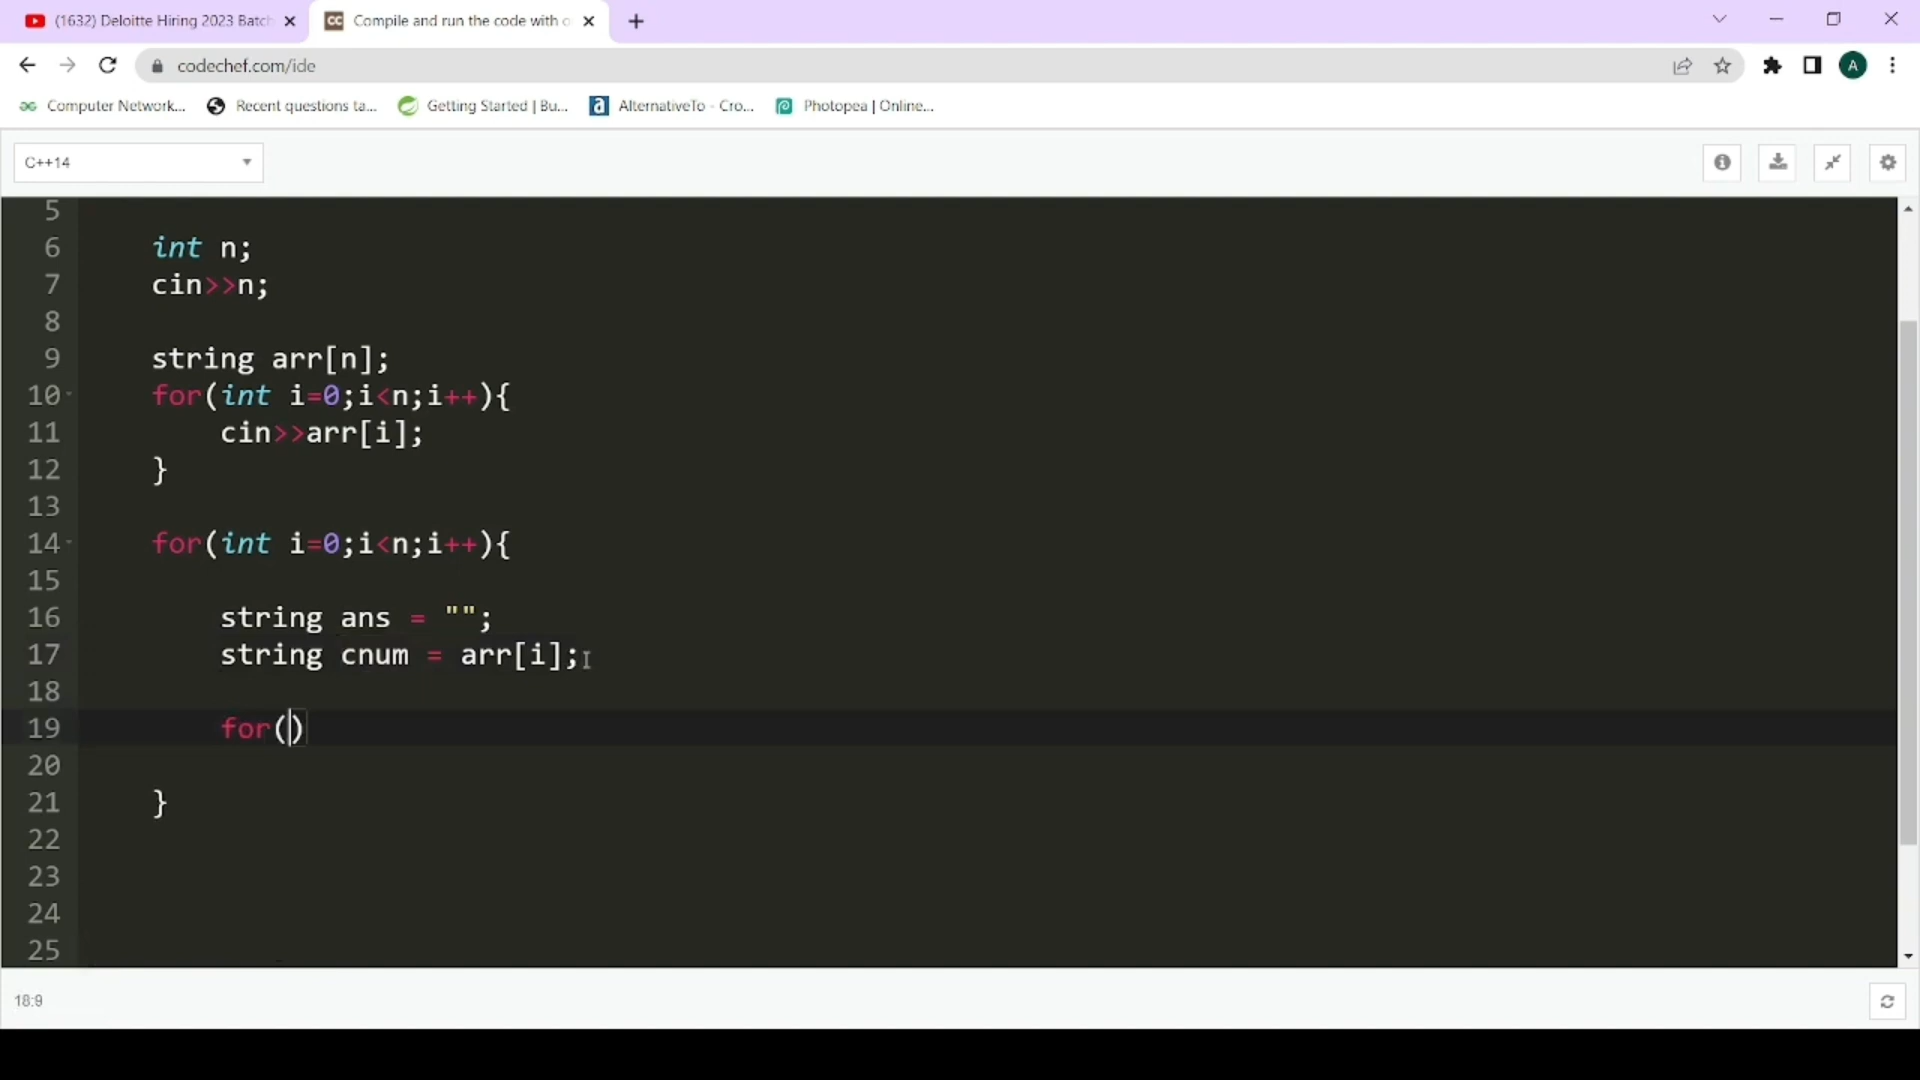 (1632) Deloitte Hiring 2023 Batch
Compile and run the code with o
codechef.com/ide
A
Computer Network...
Recent questions ta...
Getting Started | Bu...
AlternativeTo - Cro...
Photopea | Online...
C++14
5
6 int n;
7 cin>>n;
8
9 string arr[n];
10 for(int i=0;i<n;i++){
11 cin>>arr[i];
12 }
13
14 for(int i=0;i<n;i++){
15
16 string ans = "";
17 string cnum = arr[i];
18
19 for()
20
21 }
22
23
24
25
18:9